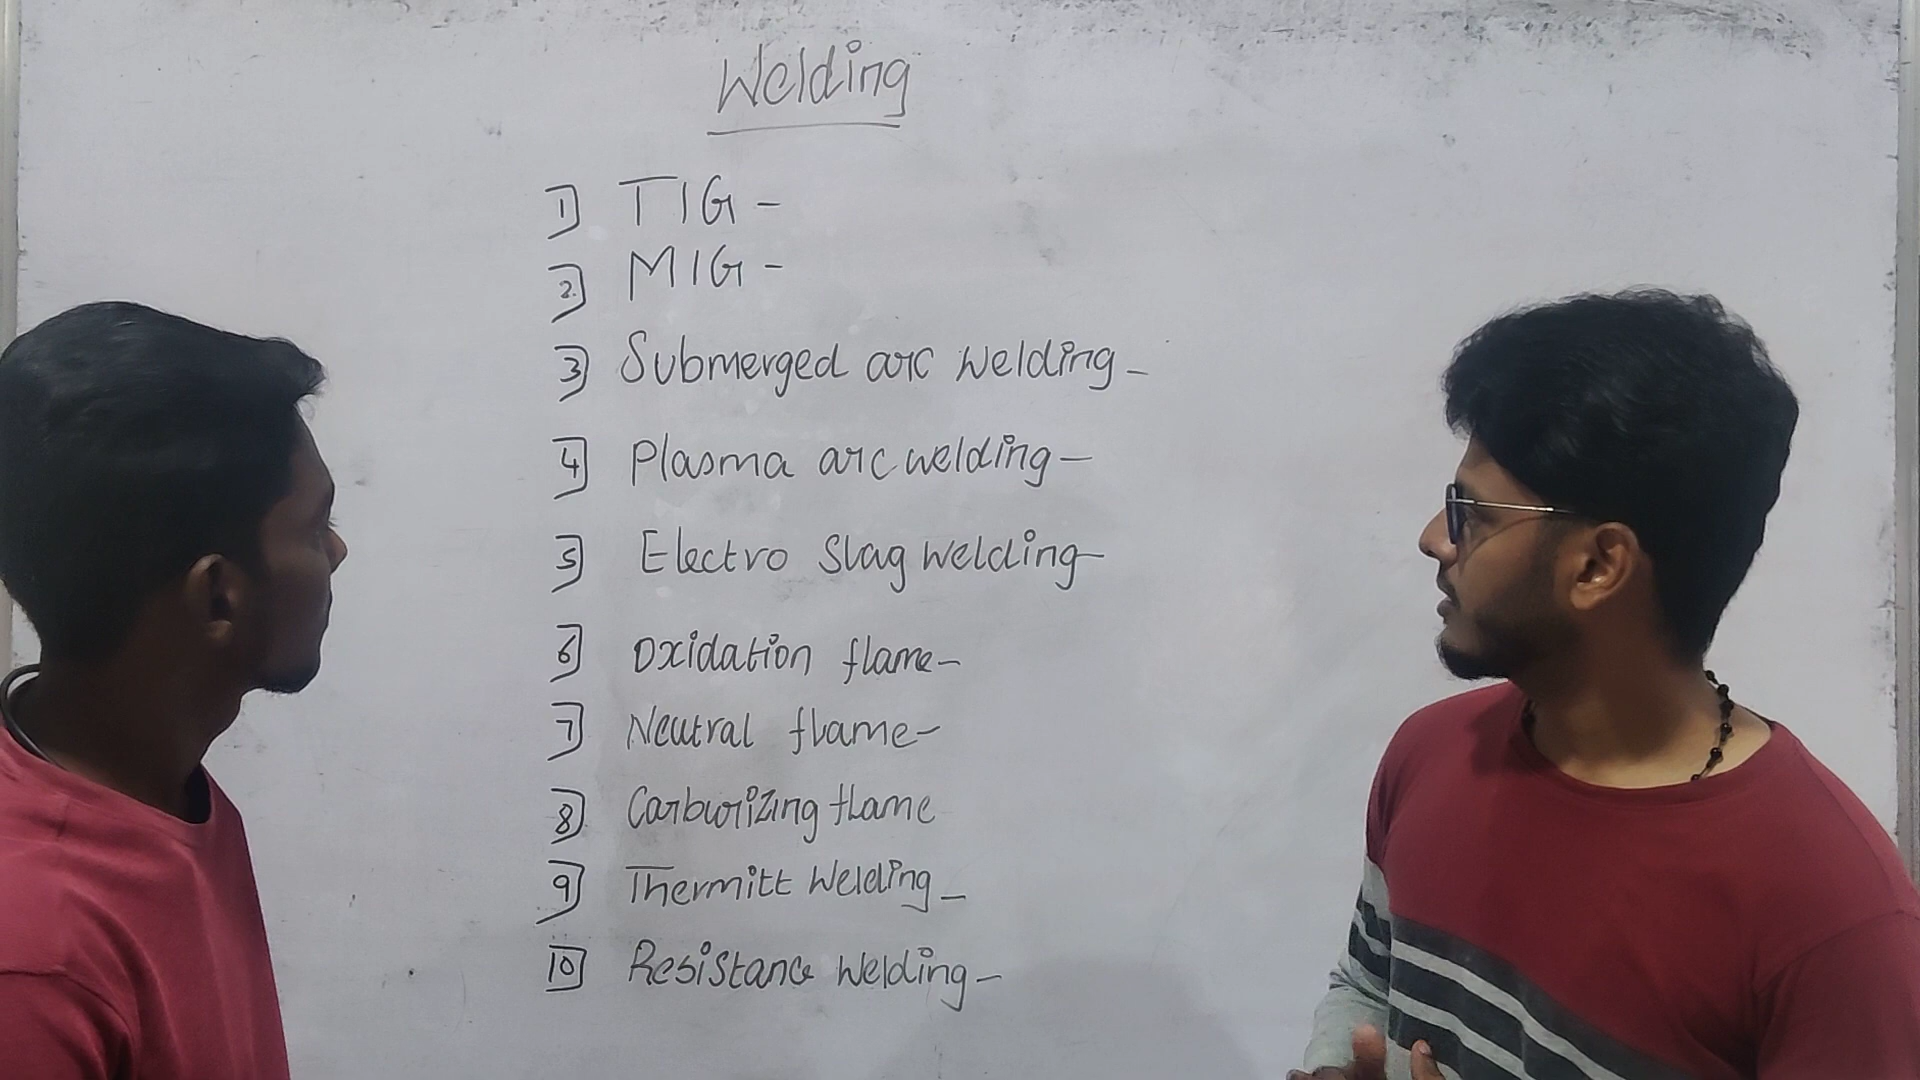 Welding
1] TIG -
2.] MIG -
3] Submerged arc welding -
4] Plasma arc welding -
5] Electro Slag welding -
6] Oxidation flame -
7] Neutral flame -
8] Carburizing flame
9] Thermitt Welding -
10] Resistance Welding -